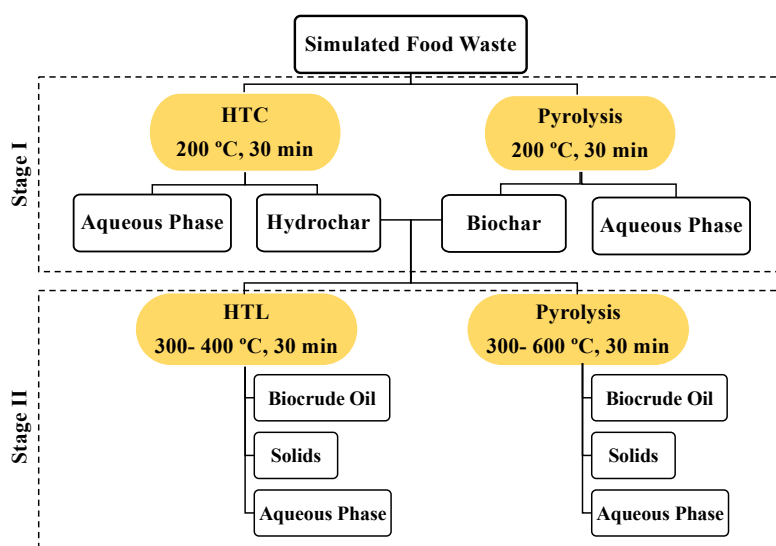 Simulated Food Waste
Stage I
HTC
200 ºC, 30 min
Pyrolysis
200 ºC, 30 min
Aqueous Phase
Hydrochar
Biochar
Aqueous Phase
Stage II
HTL
300- 400 ºC, 30 min
Pyrolysis
300- 600 ºC, 30 min
Biocrude Oil
Solids
Aqueous Phase
Biocrude Oil
Solids
Aqueous Phase